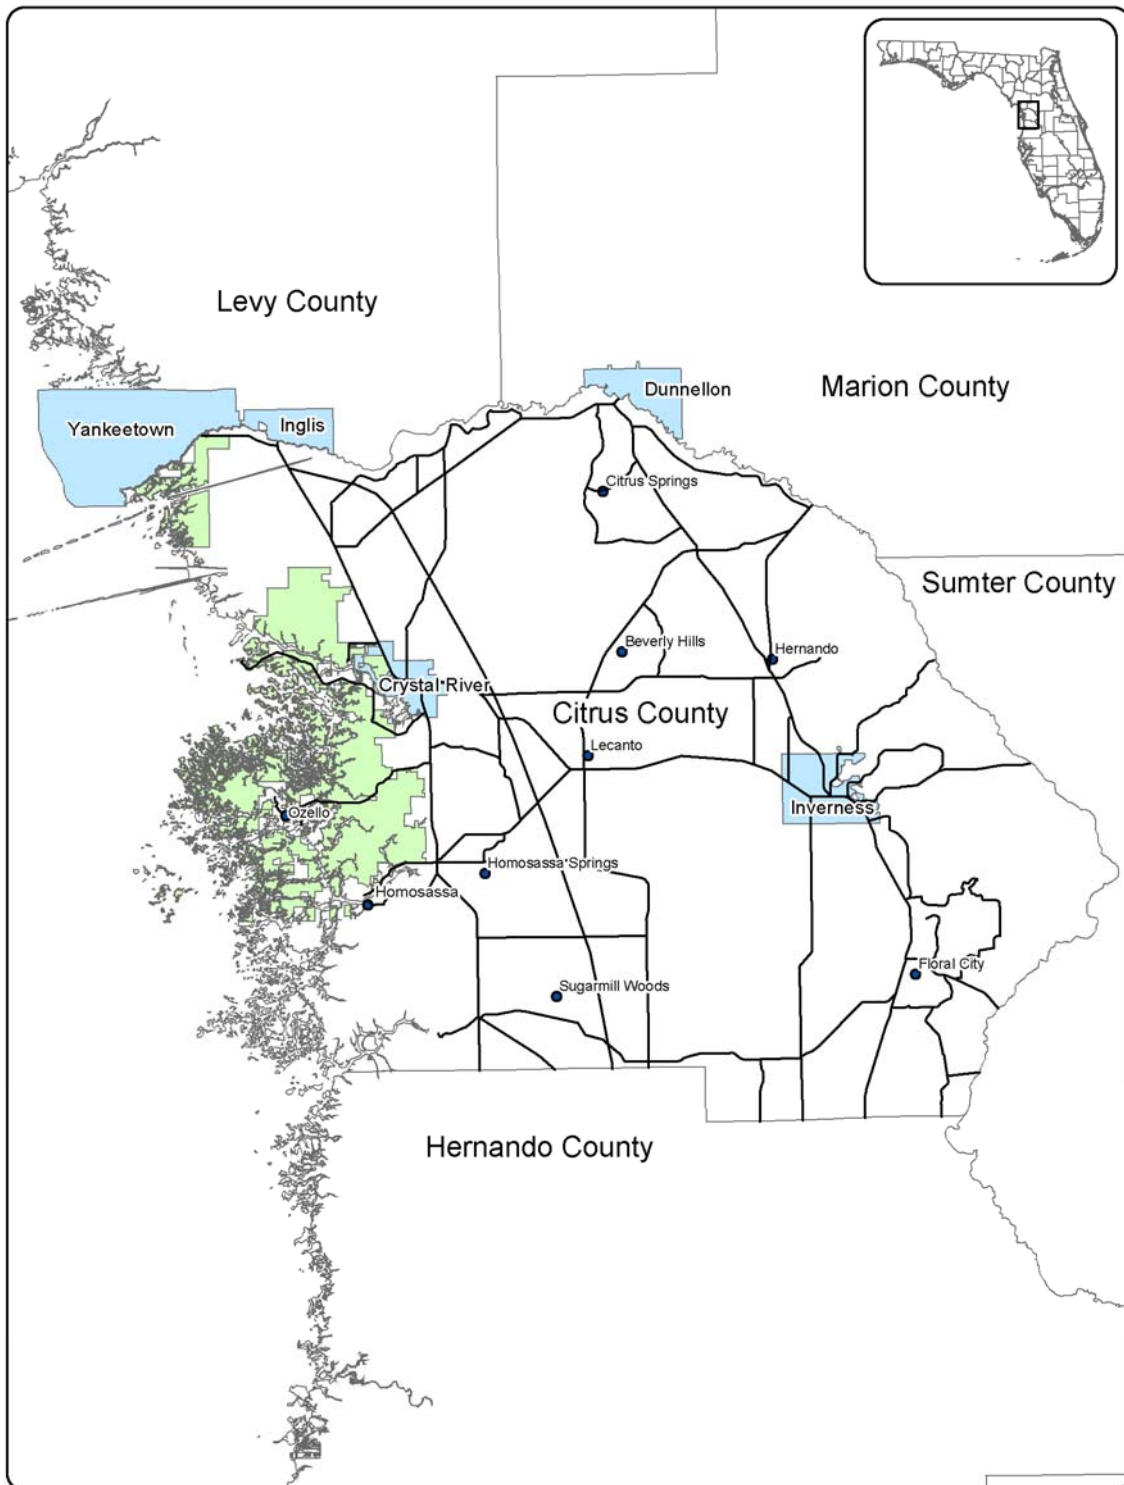 Levy County
Marion County
Dunnellon
Yankeetown
Inglis
Citrus Springs
Sumter County
Beverly Hills
Hernando
Crystal River
Citrus County
Lecanto
Inverness
Ozello
Homosassa Springs
Homosassa
Floral City
Sugarmill Woods
Hernando County